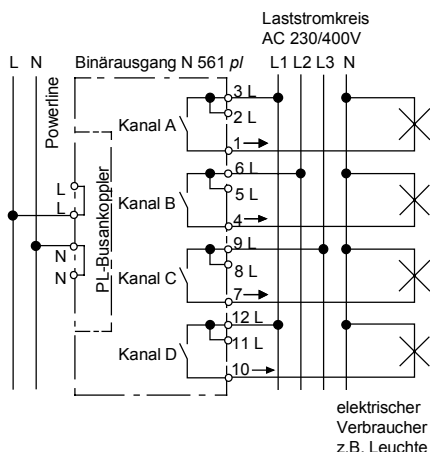 Laststromkreis
AC 230/400V
L N Binärausgang N 561 pl L1 L2 L3 N
Powerline
PL-Busankoppler
L
L
N
N
Kanal A
3 L
2 L
1
Kanal B
6 L
5 L
4
Kanal C
9 L
8 L
7
Kanal D
12 L
11 L
10
elektrischer
Verbraucher
z.B. Leuchte